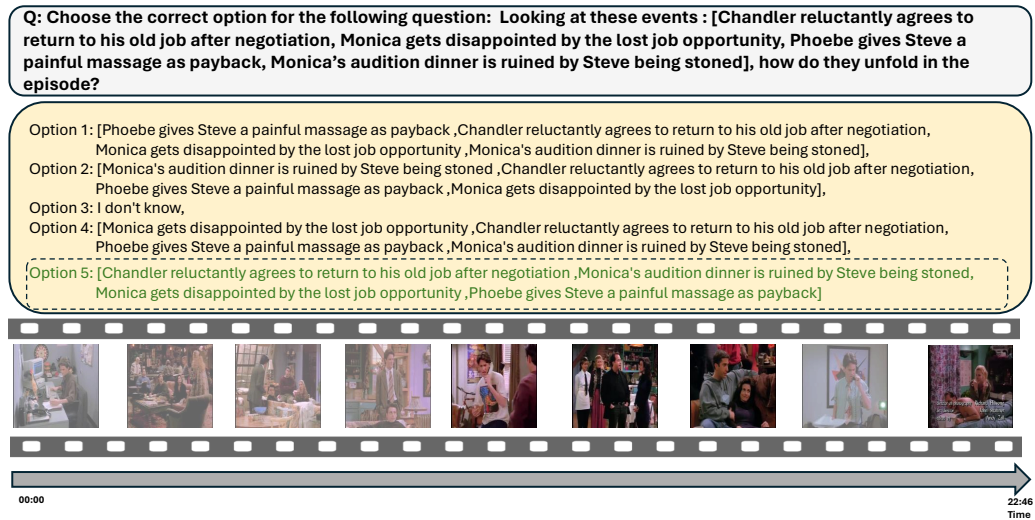 Q: Choose the correct option for the following question:  Looking at these events : [Chandler reluctantly agrees to
return to his old job after negotiation, Monica gets disappointed by the lost job opportunity, Phoebe gives Steve a
painful massage as payback, Monica’s audition dinner is ruined by Steve being stoned], how do they unfold in the
episode?
Option 1: [Phoebe gives Steve a painful massage as payback ,Chandler reluctantly agrees to return to his old job after negotiation,
Monica gets disappointed by the lost job opportunity ,Monica's audition dinner is ruined by Steve being stoned],
Option 2: [Monica's audition dinner is ruined by Steve being stoned ,Chandler reluctantly agrees to return to his old job after negotiation,
Phoebe gives Steve a painful massage as payback ,Monica gets disappointed by the lost job opportunity],
Option 3: I don't know,
Option 4: [Monica gets disappointed by the lost job opportunity ,Chandler reluctantly agrees to return to his old job after negotiation,
Phoebe gives Steve a painful massage as payback ,Monica's audition dinner is ruined by Steve being stoned],
Option 5: [Chandler reluctantly agrees to return to his old job after negotiation ,Monica's audition dinner is ruined by Steve being stoned,
Monica gets disappointed by the lost job opportunity ,Phoebe gives Steve a painful massage as payback]
00:00
22:46
Time